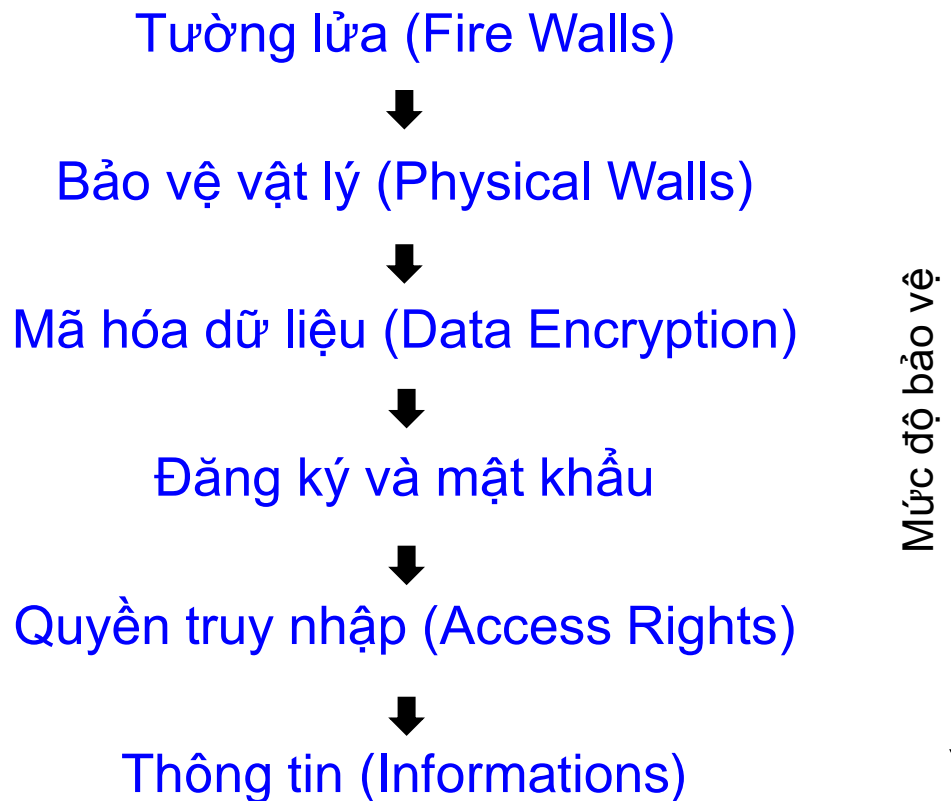 Tường lửa (Fire Walls)
Bảo vệ vật lý (Physical Walls)
Mã hóa dữ liệu (Data Encryption)
Đăng ký và mật khẩu
Quyền truy nhập (Access Rights)
Thông tin (Informations)
Mức độ bảo vệ